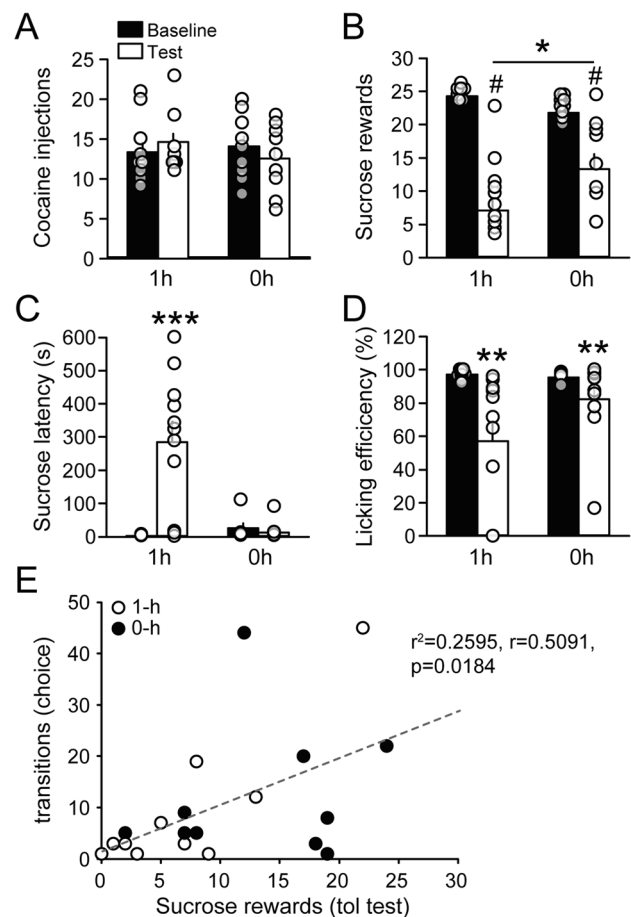 A
Baseline
Test
Cocaine injections
25
20
15
10
5
0
1h
0h
B
*
#
#
Sucrose rewards
30
25
20
15
10
5
0
1h
0h
C
***
Sucrose latency (s)
600
500
400
300
200
100
0
1h
0h
D
**
**
Licking efficicency (%)
120
100
80
60
40
20
0
1h
0h
E
1-h
0-h
r²=0.2595, r=0.5091,
p=0.0184
transitions (choice)
50
40
30
20
10
0
0 5 10 15 20 25 30
Sucrose rewards (tol test)